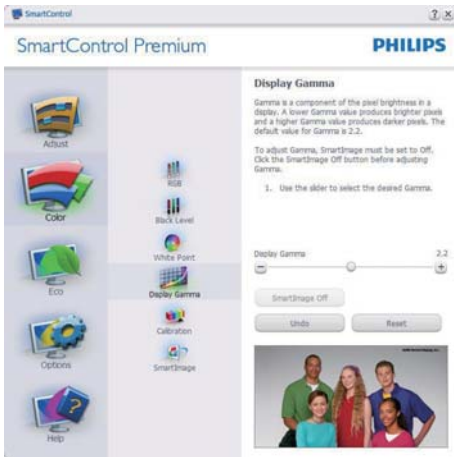 SmartControl
SmartControl Premium
PHILIPS
Adjust
Color
Eco
Options
Help
RGB
Black Level
White Point
Display Gamma
Calibration
SmartImage
Display Gamma
Gamma is a component of the pixel brightness in a
display. A lower Gamma value produces brighter pixels
and a higher Gamma value produces darker pixels. The
default value for Gamma is 2.2.
To adjust Gamma, SmartImage must be set to Off.
Click the SmartImage Off button before adjusting
Gamma.
1. Use the slider to select the desired Gamma.
Display Gamma 2.2
SmartImage Off
Undo Reset